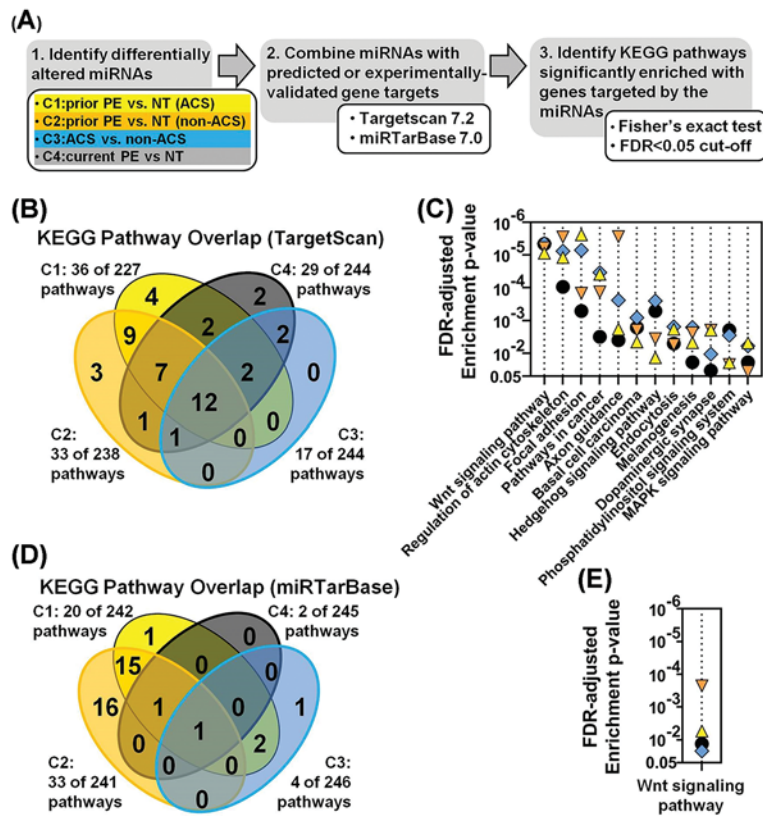 (A)
1. Identify differentially
altered miRNAs
• C1:prior PE vs. NT (ACS)
• C2:prior PE vs. NT (non-ACS)
• C3:ACS vs. non-ACS
• C4:current PE vs NT
2. Combine miRNAs with
predicted or experimentally-
validated gene targets
• Targetscan 7.2
• miRTarBase 7.0
3. Identify KEGG pathways
significantly enriched with
genes targeted by the
miRNAs
• Fisher's exact test
• FDR<0.05 cut-off
(B)
KEGG Pathway Overlap (TargetScan)
C1: 36 of 227
pathways
C4: 29 of 244
pathways
4
2
9
2
2
3
7
2
0
12
1
1
0
0
0
C2:
33 of 238
pathways
C3:
17 of 244
pathways
(C)
FDR-adjusted
Enrichment p-value
10-6
10-5
10-4
10-3
10-2
0.05
Wnt signaling pathway
Regulation of actin cytoskeleton
Focal adhesion
Pathways in cancer
Axon guidance
Basal cell carcinoma
Hedgehog signaling pathway
Endocytosis
Melanogenesis
Dopaminergic synapse
Phosphatidylinositol signaling system
MAPK signaling pathway
(D)
KEGG Pathway Overlap (miRTarBase)
C1: 20 of 242
pathways
C4: 2 of 245
pathways
1
0
15
0
0
16
1
0
1
1
0
2
0
0
0
C2:
33 of 241
pathways
C3:
4 of 246
pathways
(E)
FDR-adjusted
Enrichment p-value
10-6
10-5
10-4
10-3
10-2
0.05
Wnt signaling
pathway